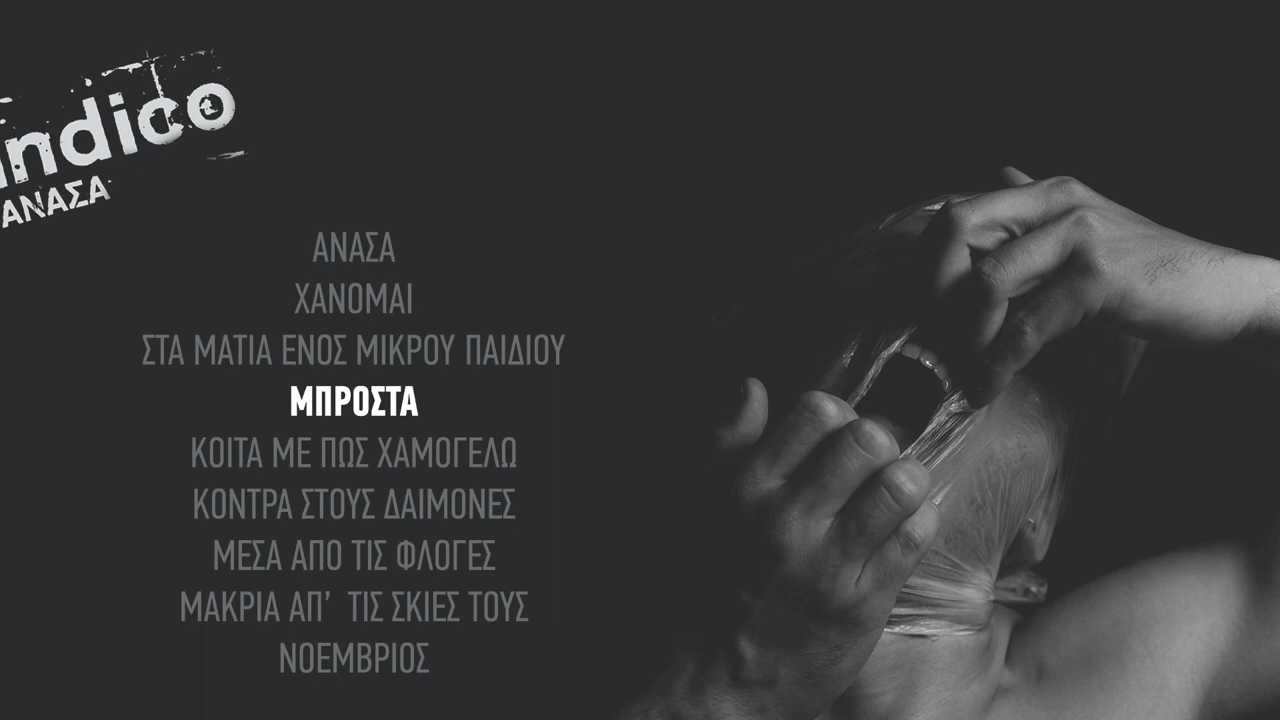 indico
ΑΝΑΣΑ
ΑΝΑΣΑ
ΧΑΝΟΜΑΙ
ΣΤΑ ΜΑΤΙΑ ΕΝΟΣ ΜΙΚΡΟΥ ΠΑΙΔΙΟΥ
ΜΠΡΟΣΤΑ
ΚΟΙΤΑ ΜΕ ΠΩΣ ΧΑΜΟΓΕΛΩ
ΚΟΝΤΡΑ ΣΤΟΥΣ ΔΑΙΜΟΝΕΣ
ΜΕΣΑ ΑΠΟ ΤΙΣ ΦΛΟΓΕΣ
ΜΑΚΡΙΑ ΑΠ’ ΤΙΣ ΣΚΙΕΣ ΤΟΥΣ
ΝΟΕΜΒΡΙΟΣ